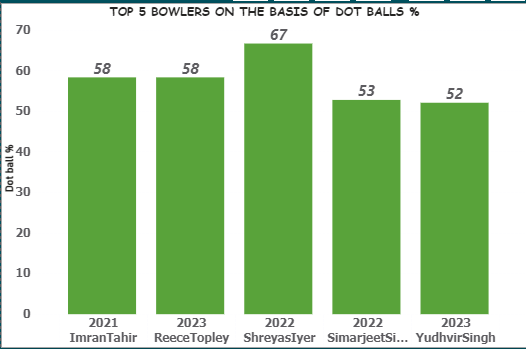 TOP 5 BOWLERS ON THE BASIS OF DOT BALLS %
70
60
50
40
30
20
10
0
Dot ball %
58
58
67
53
52
2021
ImranTahir
2023
ReeceTopley
2022
ShreyasIyer
2022
SimarjeetSi...
2023
YudhvirSingh